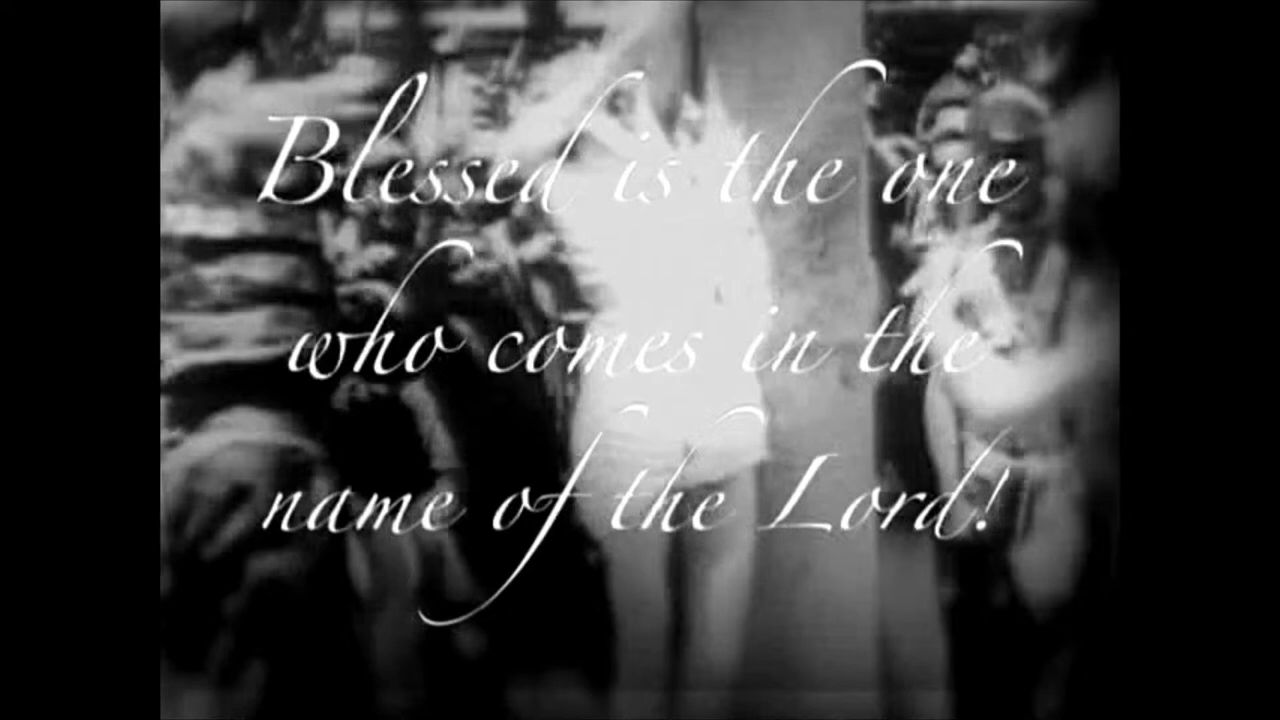 Blessed is the one
who comes in the
name of the Lord!